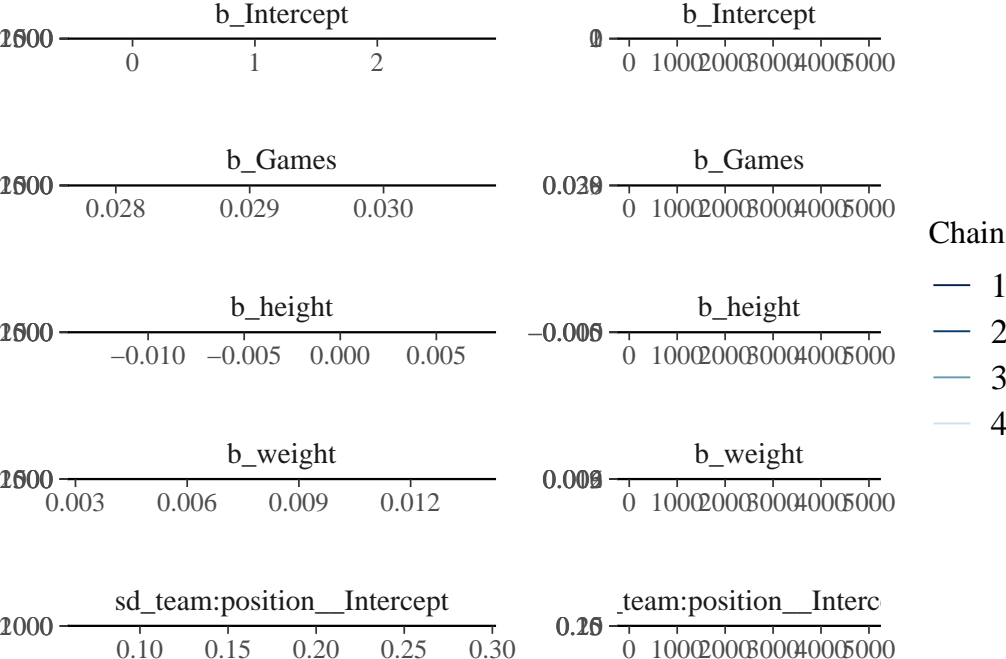 b_Intercept b_Intercept
0 1 2 0 1000 2000 3000 4000 5000
b_Games b_Games
0.028 0.029 0.030 0 1000 2000 3000 4000 5000
Chain
b_height b_height
1
−0.010 −0.005 0.000 0.005 0 1000 2000 3000 4000 5000
2
3
4
b_weight b_weight
0.003 0.006 0.009 0.012 0 1000 2000 3000 4000 5000
sd_team:position__Intercept _team:position__Interc
0.10 0.15 0.20 0.25 0.30 0 1000 2000 3000 4000 5000